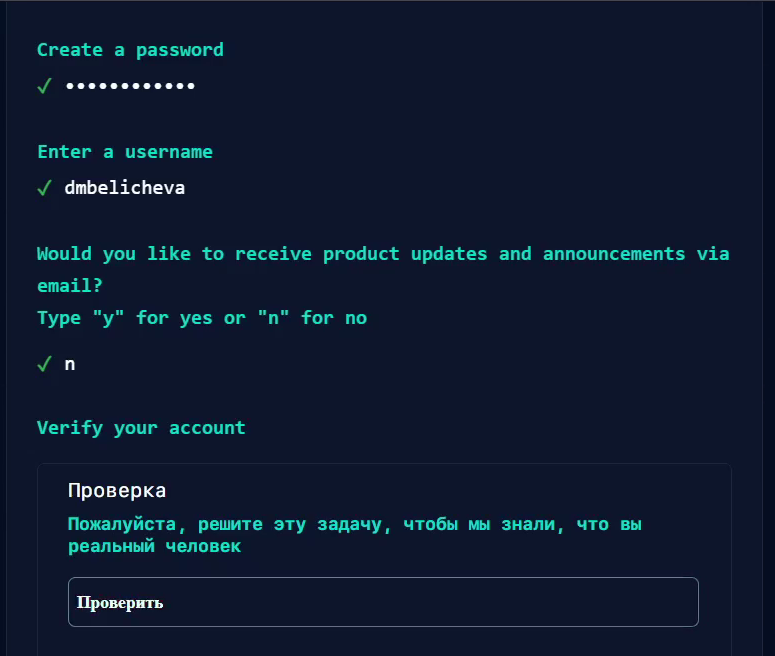 Create a password
✓ ••••••••••••
Enter a username
✓ dmbelicheva
Would you like to receive product updates and announcements via
email?
Type "y" for yes or "n" for no
✓ n
Verify your account
Проверка
Пожалуйста, решите эту задачу, чтобы мы знали, что вы
реальный человек
Проверить